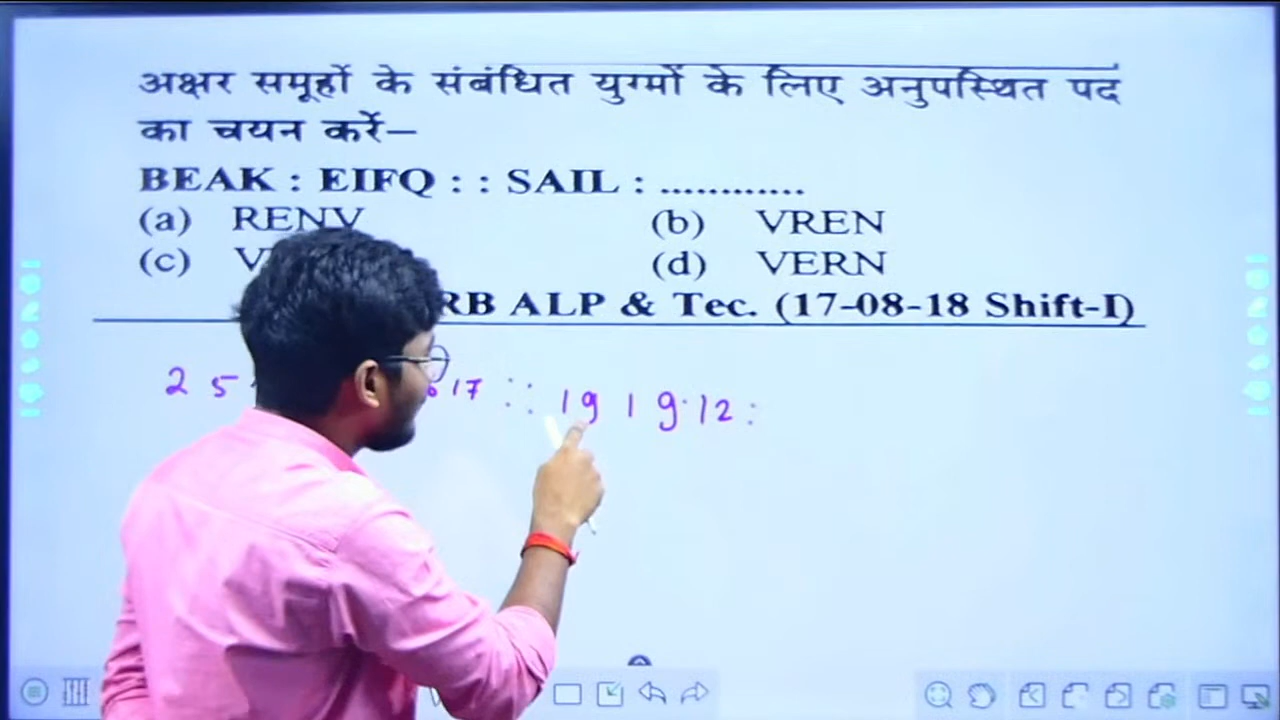 अक्षर समूहों के संबंधित युग्मों के लिए अनुपस्थित पद
का चयन करें–
BEAK : EIFQ : : SAIL : ............
(a) RENV (b) VREN
(c) (d) VERN
RB ALP & Tec. (17-08-18 Shift-I)
2 5 17 :: 19 1 9 12 :